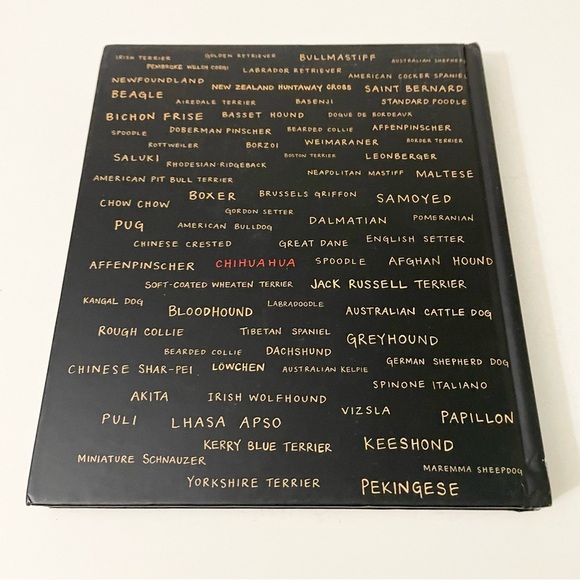 IRISH TERRIER GOLDEN RETRIEVER BULLMASTIFF AUSTRALIAN SHEPHERD
PEMBROKE WELSH CORGI LABRADOR RETRIEVER AMERICAN COCKER SPANIEL
NEWFOUNDLAND NEW ZEALAND HUNTAWAY CROSS SAINT BERNARD
BEAGLE AIREDALE TERRIER BASENJI STANDARD POODLE
BICHON FRISE BASSET HOUND DOGUE DE BORDEAUX
SPOODLE DOBERMAN PINSCHER BEARDED COLLIE AFFENPINSCHER
ROTTWEILER BORZOI WEIMARANER BORDER TERRIER
SALUKI RHODESIAN RIDGEBACK BOSTON TERRIER LEONBERGER
AMERICAN PIT BULL TERRIER NEAPOLITAN MASTIFF MALTESE
CHOW CHOW BOXER BRUSSELS GRIFFON SAMOYED
GORDON SETTER
PUG AMERICAN BULLDOG DALMATIAN POMERANIAN
CHINESE CRESTED GREAT DANE ENGLISH SETTER
AFFENPINSCHER CHIHUAHUA SPOODLE AFGHAN HOUND
SOFT-COATED WHEATEN TERRIER JACK RUSSELL TERRIER
KANGAL DOG BLOODHOUND LABRADOODLE AUSTRALIAN CATTLE DOG
ROUGH COLLIE TIBETAN SPANIEL GREYHOUND
BEARDED COLLIE DACHSHUND
CHINESE SHAR-PEI LÖWCHEN AUSTRALIAN KELPIE GERMAN SHEPHERD DOG
SPINONE ITALIANO
AKITA IRISH WOLFHOUND
PULI LHASA APSO VIZSLA PAPILLON
KERRY BLUE TERRIER KEESHOND
MINIATURE SCHNAUZER MAREMMA SHEEPDOG
YORKSHIRE TERRIER PEKINGESE